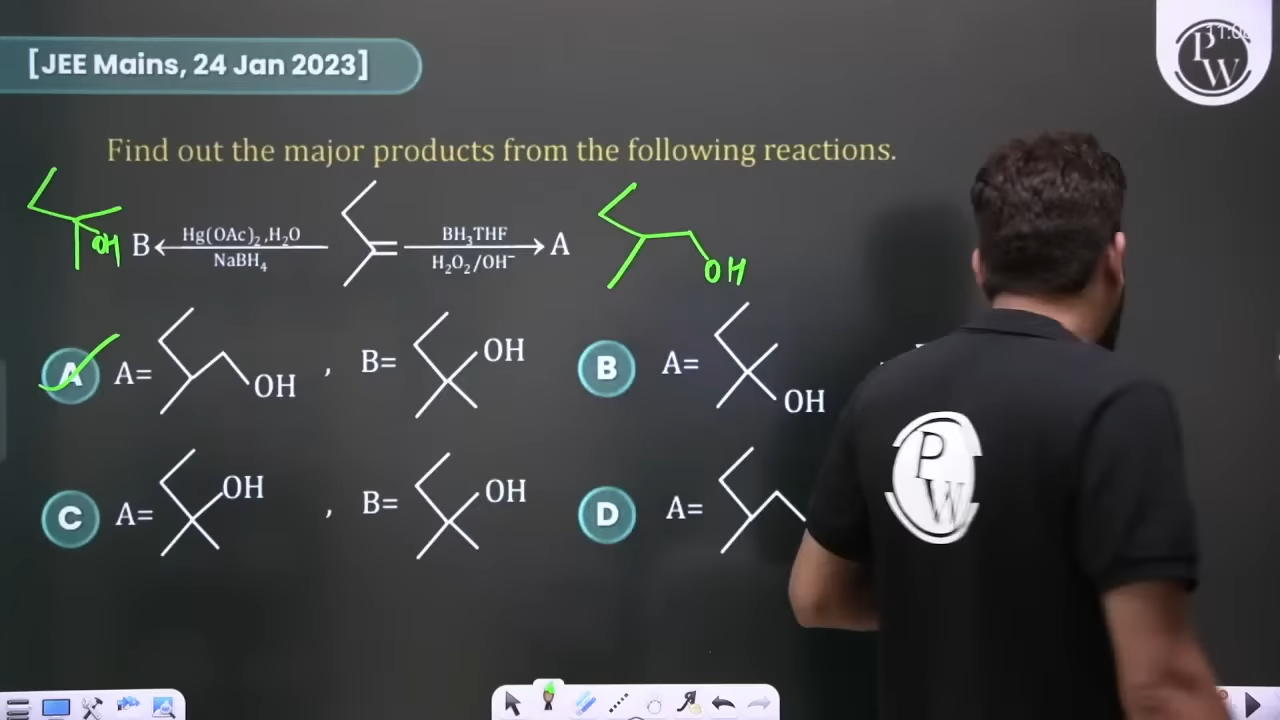 [JEE Mains, 24 Jan 2023]
PW
Find out the major products from the following reactions.
OH B Hg(OAc)₂,H₂O BH₃THF A
NaBH₄ H₂O₂/OH⁻
OH
A A= OH , B= OH B A= OH
C A= OH , B= OH D A=
PW